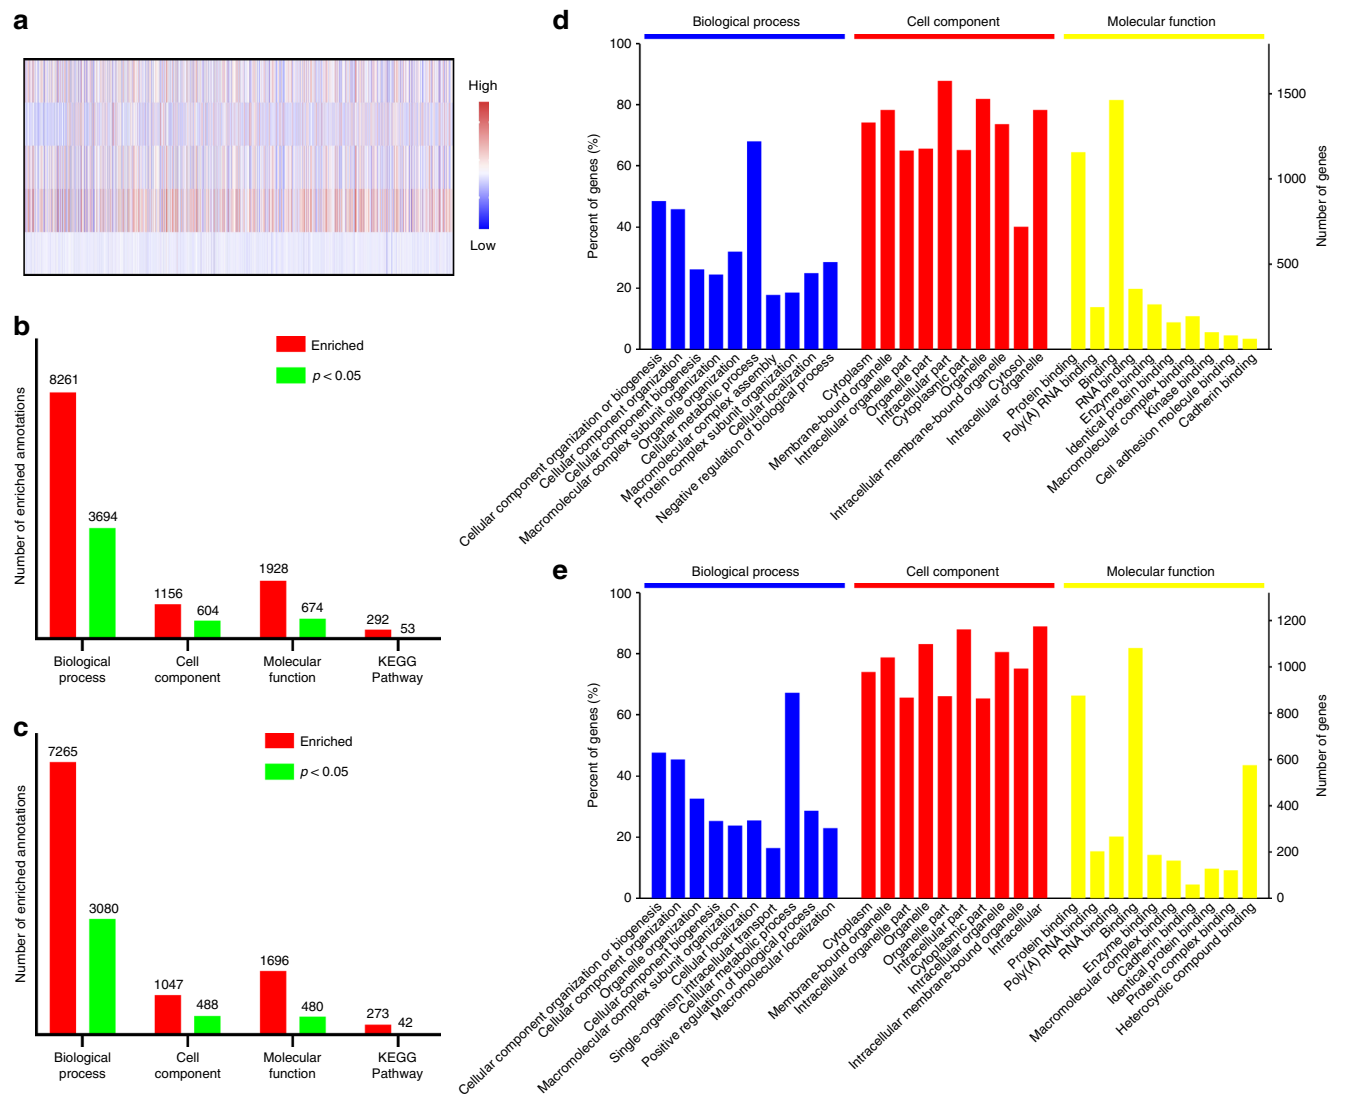 a
High
Low
b
Enriched
p < 0.05
Number of enriched annotations
8261
3694
1156
604
1928
674
292
53
Biological process
Cell component
Molecular function
KEGG Pathway
c
Enriched
p < 0.05
Number of enriched annotations
7265
3080
1047
488
1696
480
273
42
Biological process
Cell component
Molecular function
KEGG Pathway
d
Biological process
Cell component
Molecular function
Percent of genes (%)
100
80
60
40
20
0
Number of genes
1500
1000
500
Cellular component organization or biogenesis
Cellular component organization
Cellular component biogenesis
Macromolecular complex subunit organization
Organelle organization
Cellular metabolic process
Macromolecular complex assembly
Protein complex subunit organization
Cellular localization
Negative regulation of biological process
Cytoplasm
Membrane-bound organelle
Intracellular organelle part
Organelle part
Intracellular part
Cytoplasmic part
Organelle
Intracellular membrane-bound organelle
Cytosol
Intracellular organelle
Protein binding
Poly(A) RNA binding
Binding
RNA binding
Enzyme binding
Identical protein binding
Macromolecular complex binding
Kinase binding
Cell adhesion molecule binding
Cadherin binding
e
Biological process
Cell component
Molecular function
Percent of genes (%)
100
80
60
40
20
0
Number of genes
1200
1000
800
600
400
200
0
Cellular component organization or biogenesis
Cellular component organization
Organelle organization
Cellular component biogenesis
Macromolecular complex subunit organization
Cellular localization
Single-organism intracellular transport
Cellular metabolic process
Positive regulation of biological process
Macromolecular localization
Cytoplasm
Membrane-bound organelle
Intracellular organelle part
Organelle
Organelle part
Intracellular part
Cytoplasmic part
Intracellular organelle
Intracellular membrane-bound organelle
Intracellular
Protein binding
Poly(A) RNA binding
RNA binding
Binding
Enzyme binding
Macromolecular complex binding
Cadherin binding
Identical protein binding
Protein complex binding
Heterocyclic compound binding